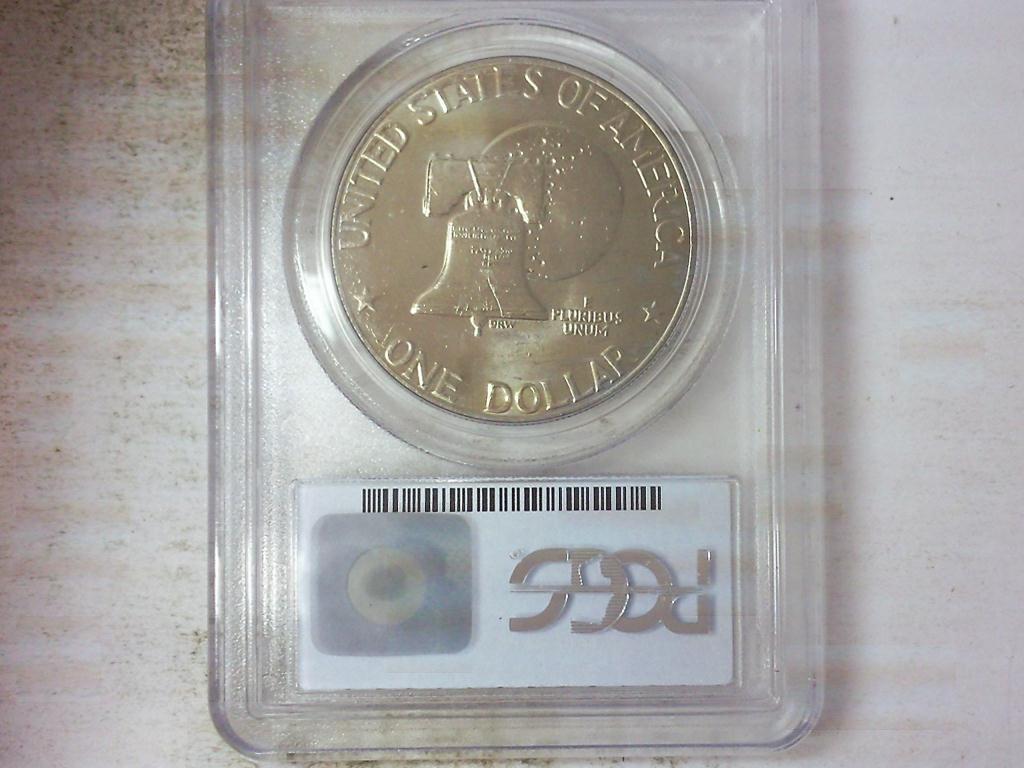 UNITED STATES OF AMERICA
E
PLURIBUS
UNUM
DRW
ONE DOLLAR
PCGS